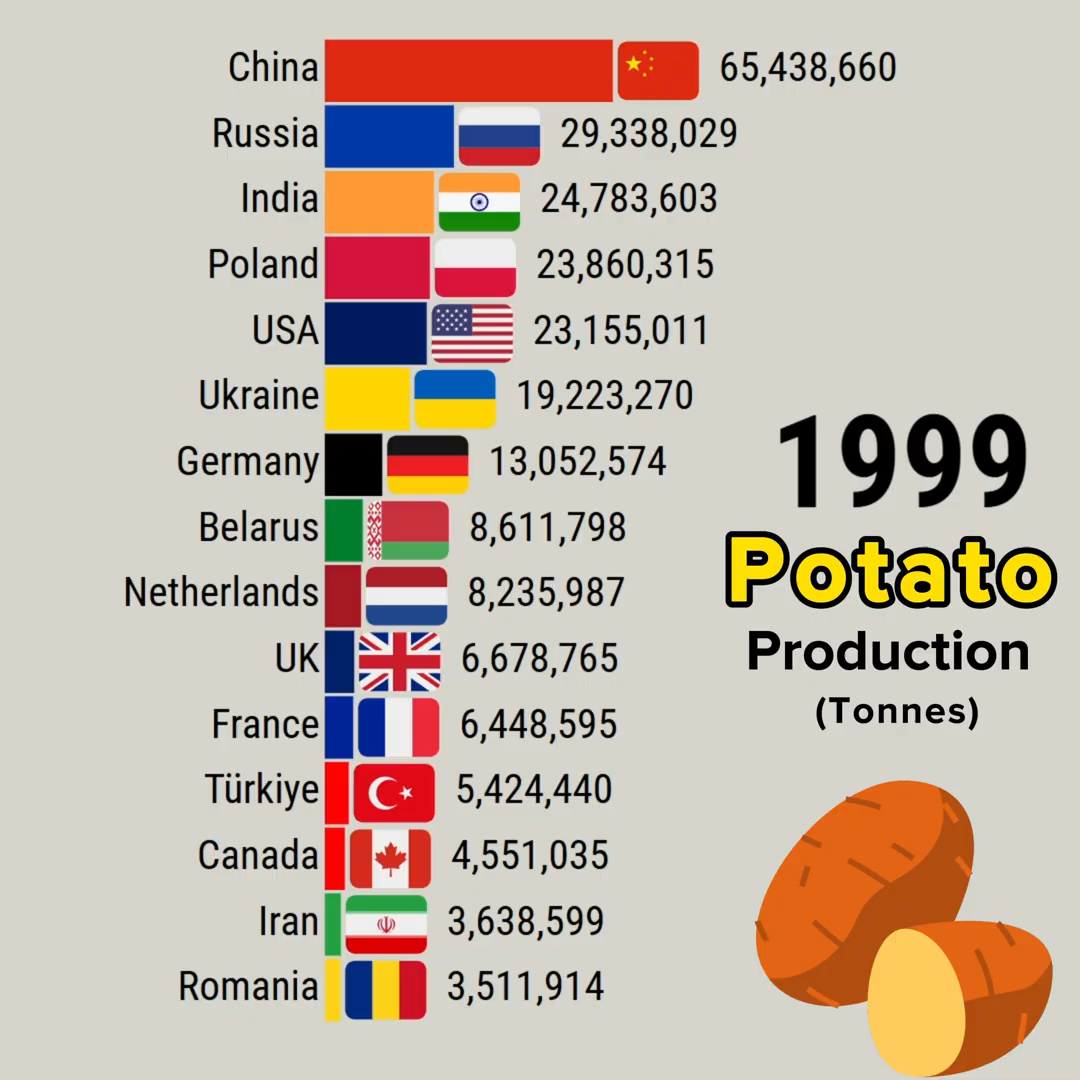 China 65,438,660
Russia 29,338,029
India 24,783,603
Poland 23,860,315
USA 23,155,011
Ukraine 19,223,270
Germany 13,052,574
Belarus 8,611,798
Netherlands 8,235,987
UK 6,678,765
France 6,448,595
Türkiye 5,424,440
Canada 4,551,035
Iran 3,638,599
Romania 3,511,914
1999
Potato
Production
(Tonnes)